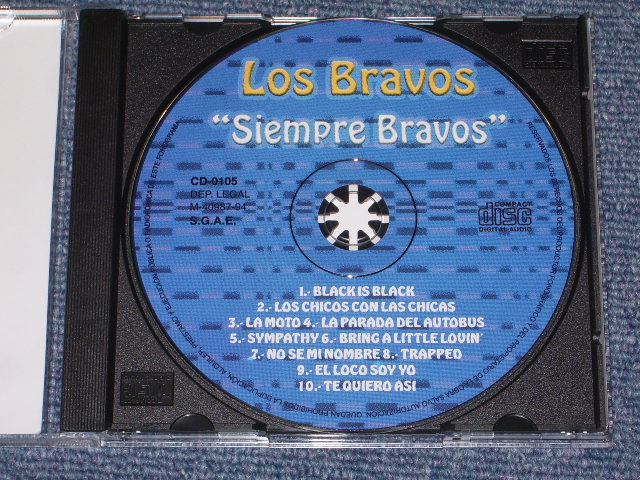 Los Bravos
"Siempre Bravos"
CD-0105
DEP. LEGAL
M-40987-94
S.G.A.E.
COMPACT
disc
DIGITAL AUDIO
1.- BLACK IS BLACK
2.- LOS CHICOS CON LAS CHICAS
3.- LA MOTO 4.- LA PARADA DEL AUTOBUS
5.- SYMPATHY 6.- BRING A LITTLE LOVIN'
7.- NO SE MI NOMBRE 8.- TRAPPED
9.- EL LOCO SOY YO
10.- TE QUIERO ASI